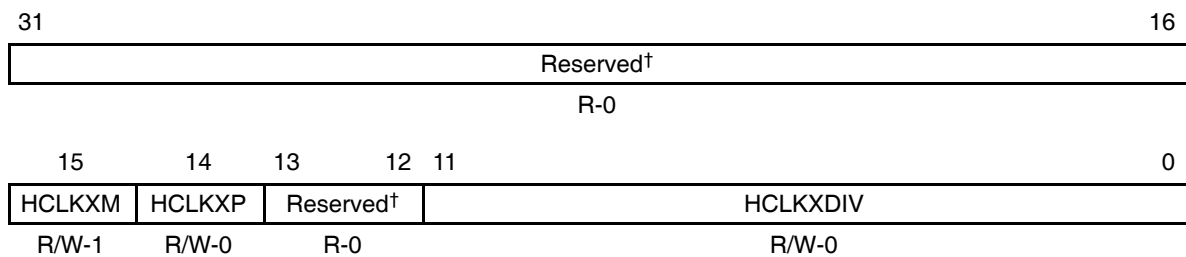 31 16
Reserved†
R-0
15 14 13 12 11 0
HCLKXM HCLKXP Reserved† HCLKXDIV
R/W-1 R/W-0 R-0 R/W-0